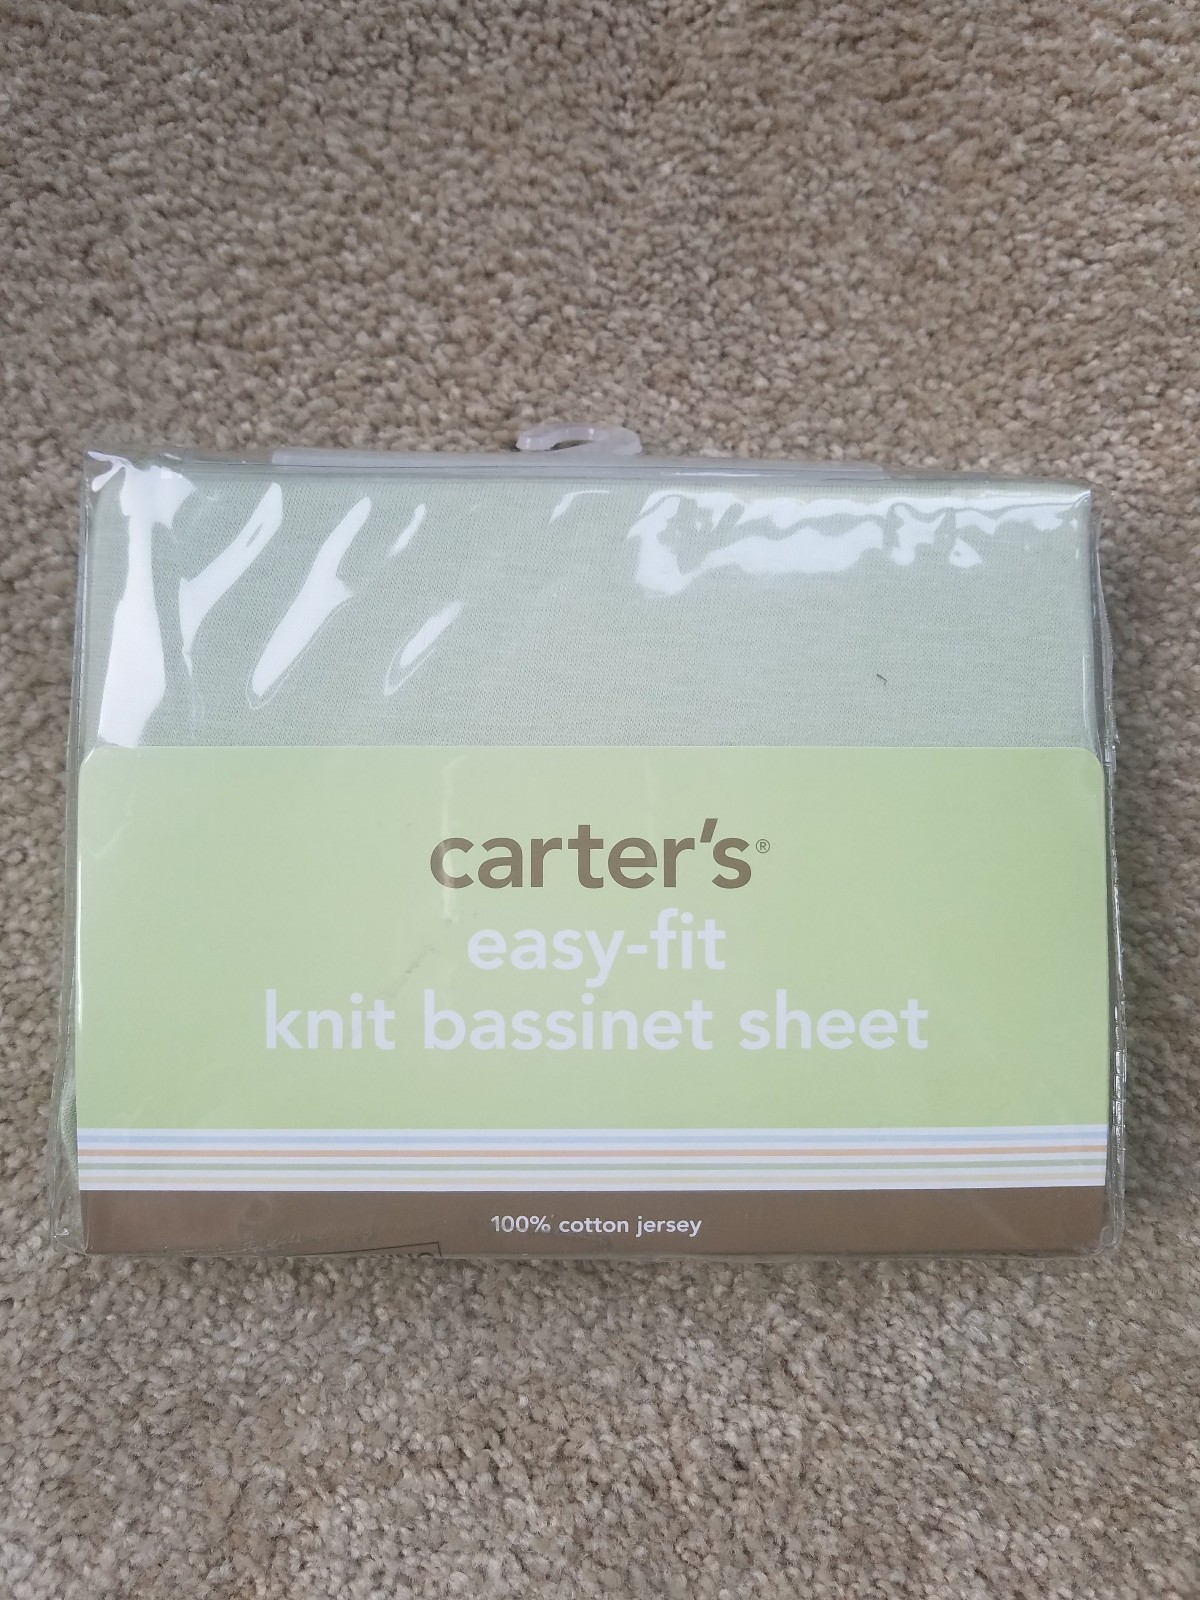 carter's®
easy-fit
knit bassinet sheet
100% cotton jersey